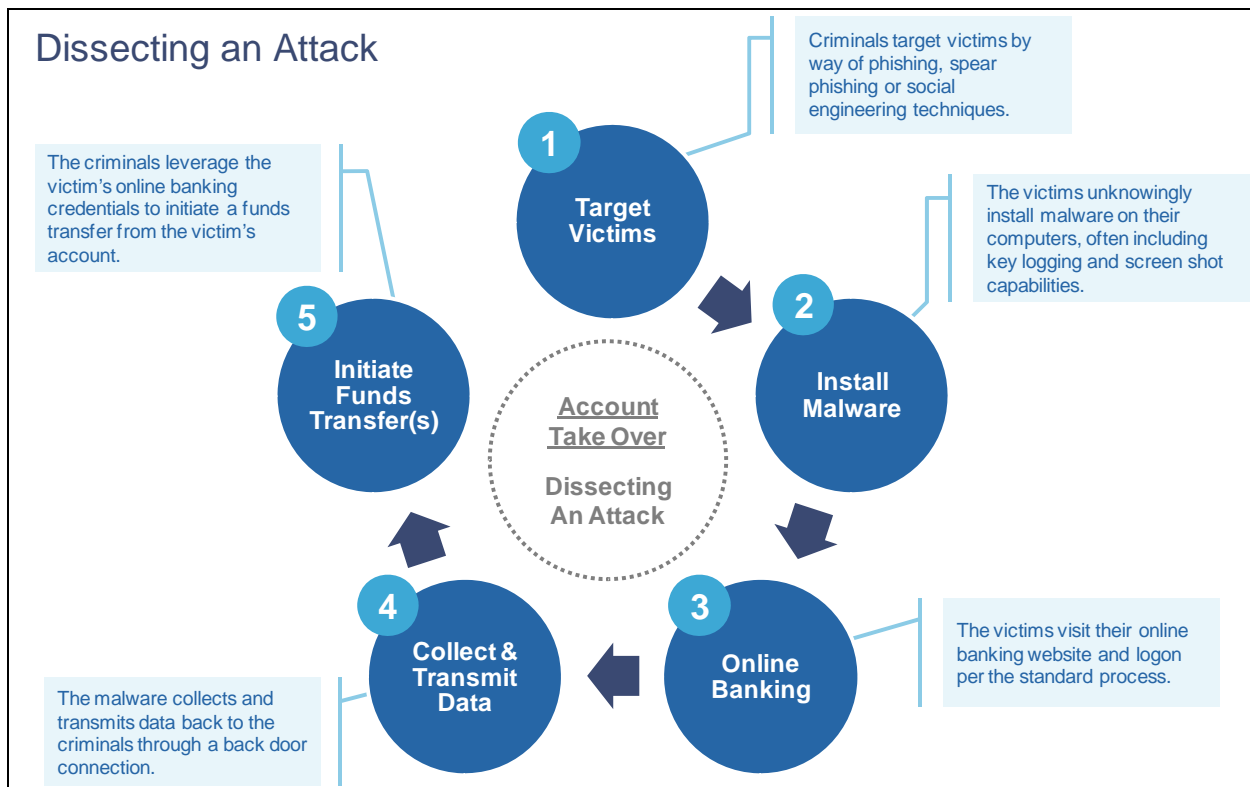 Dissecting an Attack
1
Target
Victims
Criminals target victims by
way of phishing, spear
phishing or social
engineering techniques.
2
Install
Malware
The victims unknowingly
install malware on their
computers, often including
key logging and screen shot
capabilities.
3
Online
Banking
The victims visit their online
banking website and logon
per the standard process.
4
Collect &
Transmit
Data
The malware collects and
transmits data back to the
criminals through a back door
connection.
5
Initiate
Funds
Transfer(s)
The criminals leverage the
victim's online banking
credentials to initiate a funds
transfer from the victim's
account.
Account
Take Over
Dissecting
An Attack